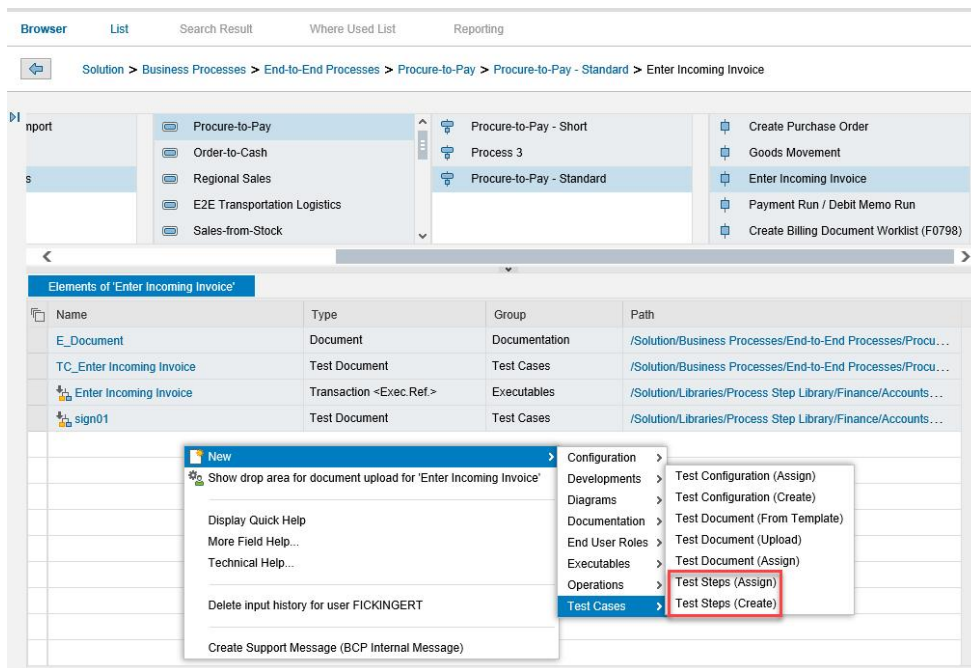 Browser List Search Result Where Used List Reporting
Solution > Business Processes > End-to-End Processes > Procure-to-Pay > Procure-to-Pay - Standard > Enter Incoming Invoice
mport Procure-to-Pay Procure-to-Pay - Short Create Purchase Order
Order-to-Cash Process 3 Goods Movement
s Regional Sales Procure-to-Pay - Standard Enter Incoming Invoice
E2E Transportation Logistics Payment Run / Debit Memo Run
Sales-from-Stock Create Billing Document Worklist (F0798)
Elements of 'Enter Incoming Invoice'
Name Type Group Path
E_Document Document Documentation /Solution/Business Processes/End-to-End Processes/Procu...
TC_Enter Incoming Invoice Test Document Test Cases /Solution/Business Processes/End-to-End Processes/Procu...
Enter Incoming Invoice Transaction <Exec.Ref.> Executables /Solution/Libraries/Process Step Library/Finance/Accounts...
sign01 Test Document Test Cases /Solution/Libraries/Process Step Library/Finance/Accounts...
New
Show drop area for document upload for 'Enter Incoming Invoice'
Display Quick Help
More Field Help...
Technical Help...
Delete input history for user FICKINGERT
Create Support Message (BCP Internal Message)
Configuration
Developments
Diagrams
Documentation
End User Roles
Executables
Operations
Test Cases
Test Configuration (Assign)
Test Configuration (Create)
Test Document (From Template)
Test Document (Upload)
Test Document (Assign)
Test Steps (Assign)
Test Steps (Create)